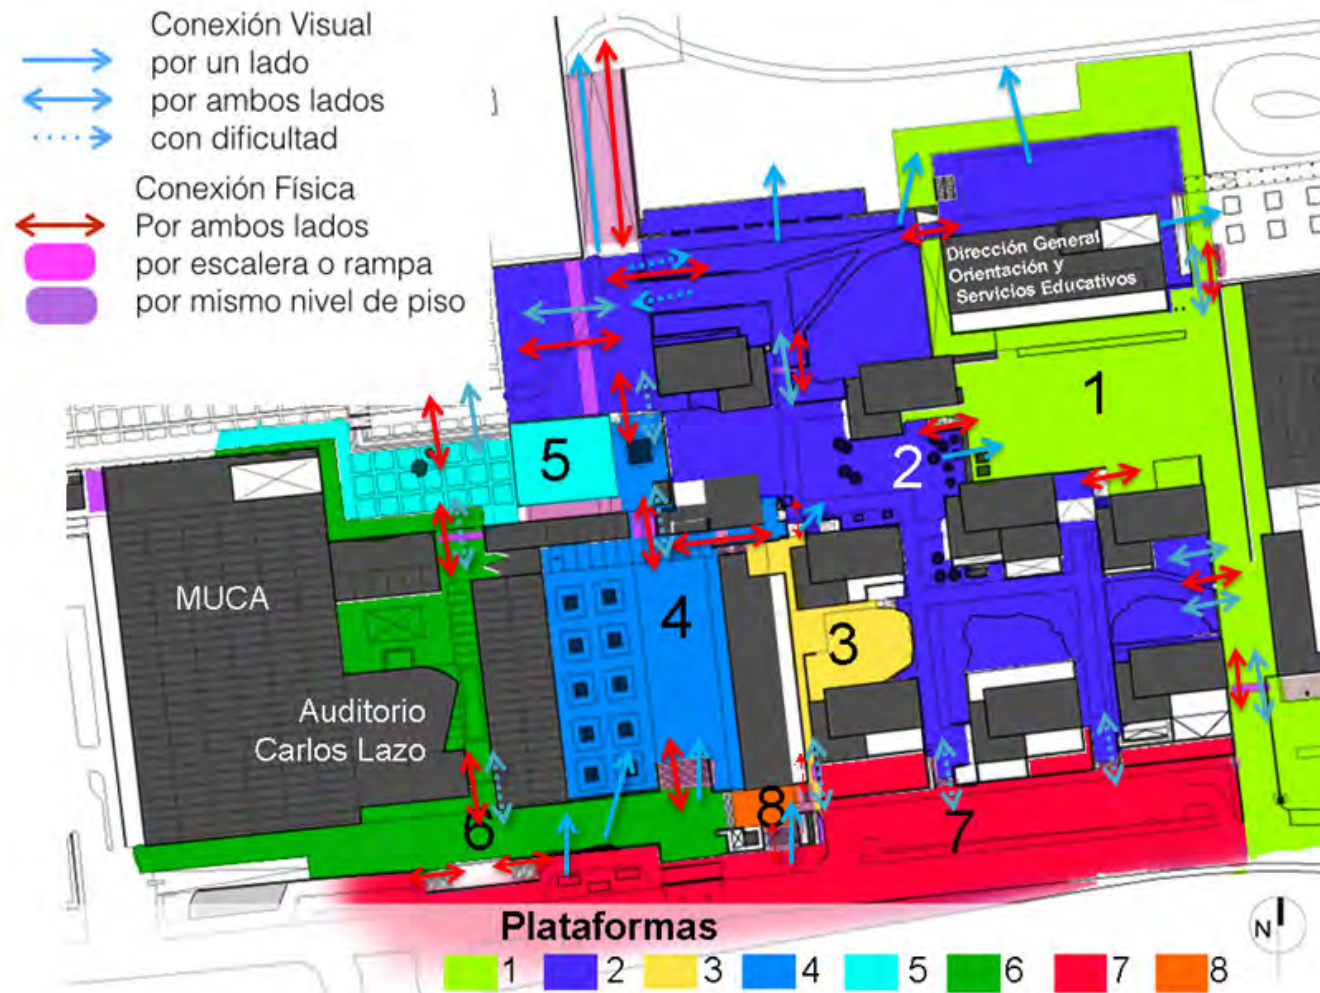 Conexión Visual
por un lado
por ambos lados
con dificultad
Conexión Física
Por ambos lados
por escalera o rampa
por mismo nivel de piso
Dirección General
Orientación y
Servicios Educativos
1
5
2
MUCA
4
3
Auditorio
Carlos Lazo
6
8
7
Plataformas
N
1 2 3 4 5 6 7 8